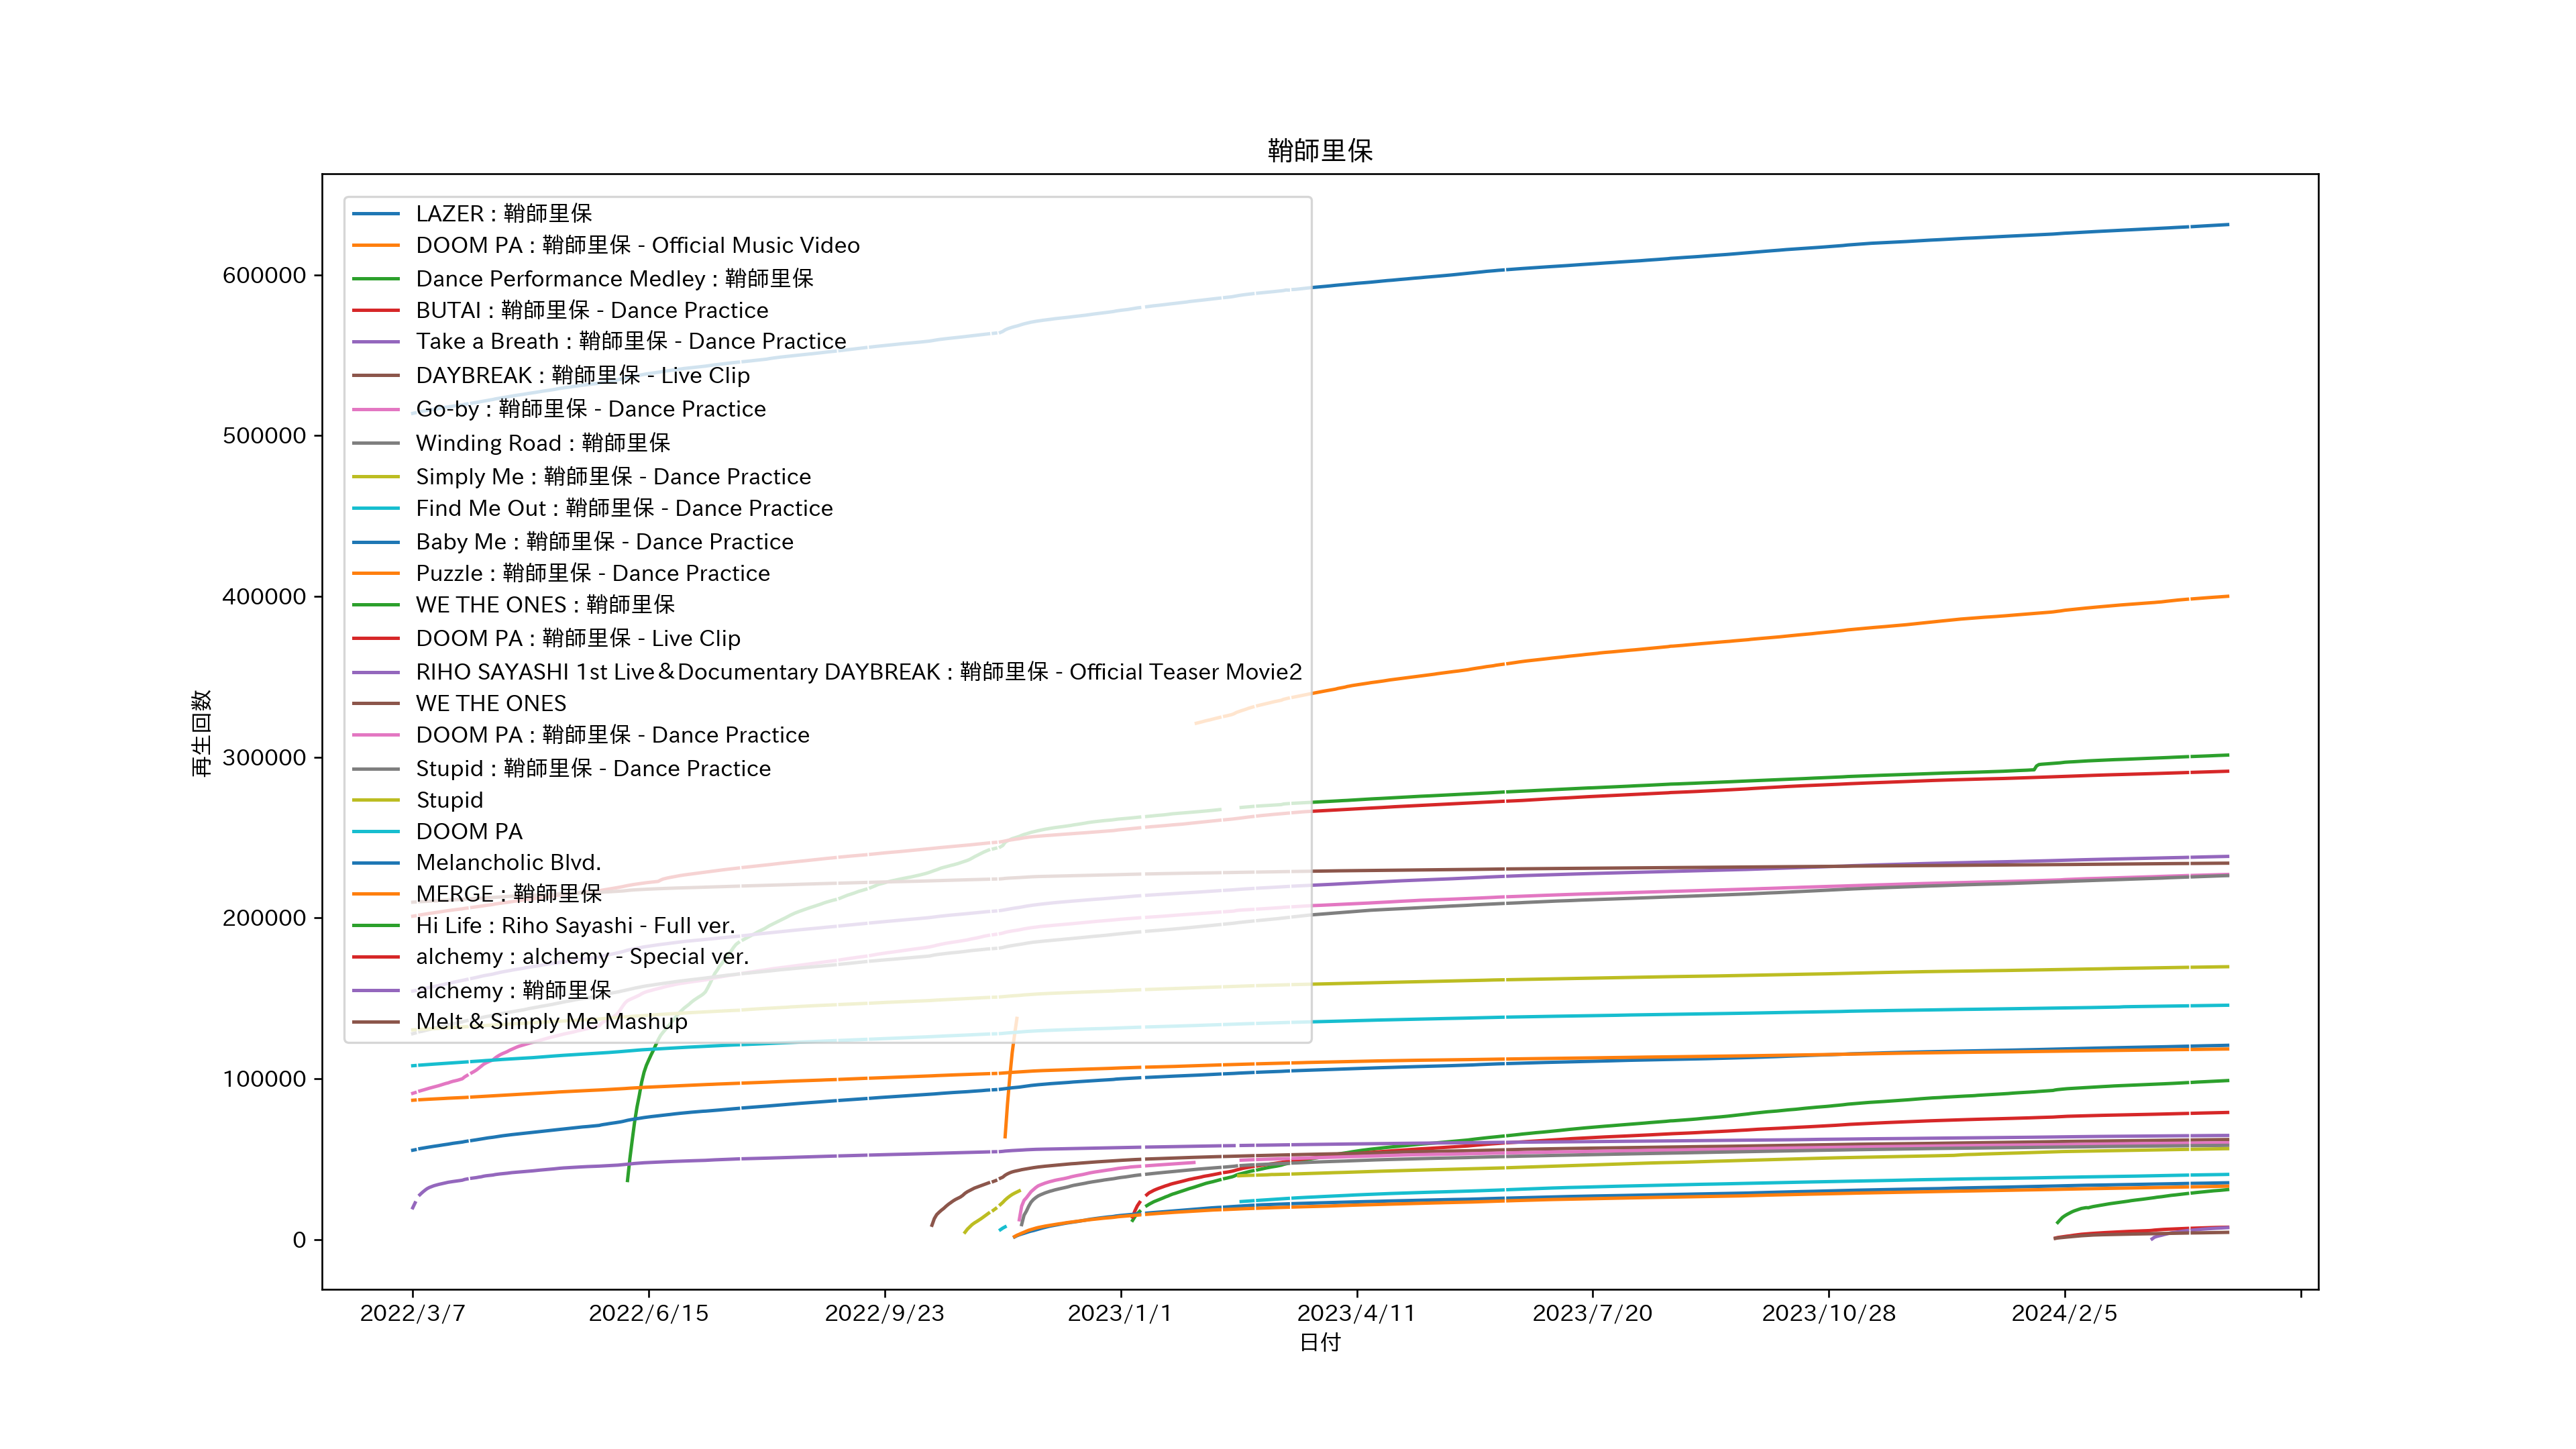 鞘師里保
LAZER : 鞘師里保
DOOM PA : 鞘師里保 - Official Music Video
Dance Performance Medley : 鞘師里保
BUTAI : 鞘師里保 - Dance Practice
Take a Breath : 鞘師里保 - Dance Practice
DAYBREAK : 鞘師里保 - Live Clip
Go-by : 鞘師里保 - Dance Practice
Winding Road : 鞘師里保
Simply Me : 鞘師里保 - Dance Practice
Find Me Out : 鞘師里保 - Dance Practice
Baby Me : 鞘師里保 - Dance Practice
Puzzle : 鞘師里保 - Dance Practice
WE THE ONES : 鞘師里保
DOOM PA : 鞘師里保 - Live Clip
RIHO SAYASHI 1st Live＆Documentary DAYBREAK : 鞘師里保 - Official Teaser Movie2
WE THE ONES
DOOM PA : 鞘師里保 - Dance Practice
Stupid : 鞘師里保 - Dance Practice
Stupid
DOOM PA
Melancholic Blvd.
MERGE : 鞘師里保
Hi Life : Riho Sayashi - Full ver.
alchemy : alchemy - Special ver.
alchemy : 鞘師里保
Melt & Simply Me Mashup
600000
500000
400000
300000
200000
100000
0
再生回数
2022/3/7
2022/6/15
2022/9/23
2023/1/1
2023/4/11
2023/7/20
2023/10/28
2024/2/5
日付